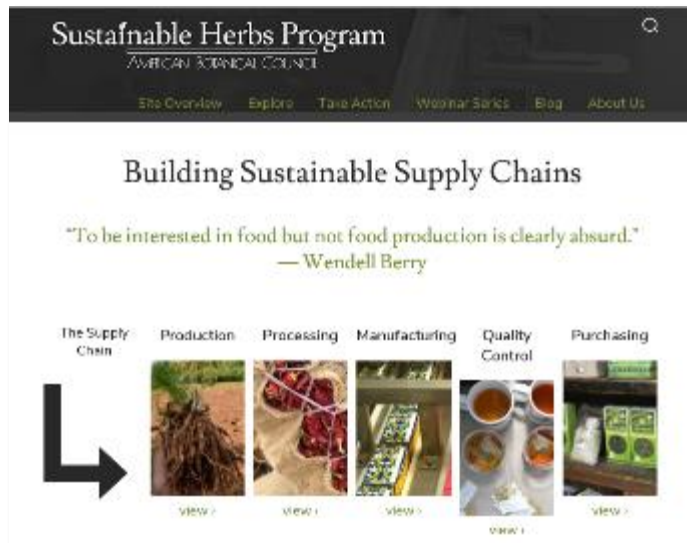 Sustainable Herbs Program
AMERICAN BOTANICAL COUNCIL
Site Overview Explore Take Action Webinar Series Blog About Us
Building Sustainable Supply Chains
"To be interested in food but not food production is clearly absurd."
— Wendell Berry
The Supply Chain
Production
Processing
Manufacturing
Quality Control
Purchasing
view ›
view ›
view ›
view ›
view ›